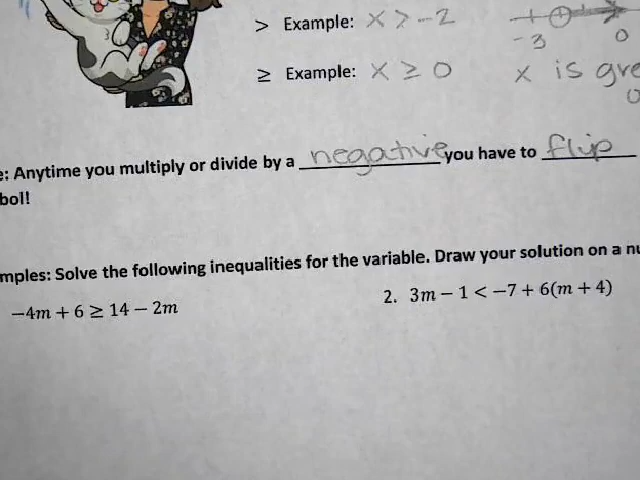 > Example: x > -2
-3 0
≥ Example: x ≥ 0 x is gre
e: Anytime you multiply or divide by a negative you have to flip
bol!
mples: Solve the following inequalities for the variable. Draw your solution on a nu
−4m + 6 ≥ 14 − 2m
2. 3m − 1 < −7 + 6(m + 4)